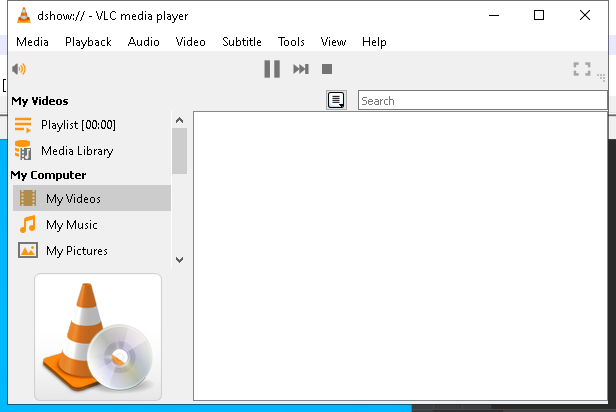 dshow:// - VLC media player
Media Playback Audio Video Subtitle Tools View Help
My Videos
Search
Playlist [00:00]
Media Library
My Computer
My Videos
My Music
My Pictures